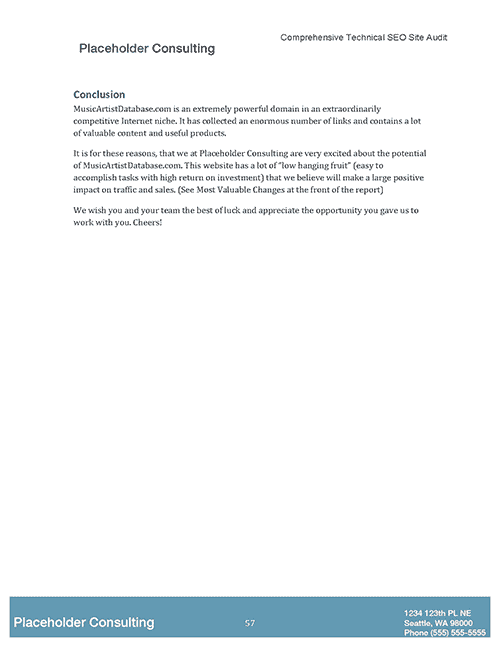 Comprehensive Technical SEO Site Audit
Placeholder Consulting
Conclusion
MusicArtistDatabase.com is an extremely powerful domain in an extraordinarily
competitive Internet niche. It has collected an enormous number of links and contains a lot
of valuable content and useful products.
It is for these reasons, that we at Placeholder Consulting are very excited about the potential
of MusicArtistDatabase.com. This website has a lot of "low hanging fruit" (easy to
accomplish tasks with high return on investment) that we believe will make a large positive
impact on traffic and sales. (See Most Valuable Changes at the front of the report)
We wish you and your team the best of luck and appreciate the opportunity you gave us to
work with you. Cheers!
Placeholder Consulting
57
1234 123th PL NE
Seattle, WA 98000
Phone (555) 555-5555